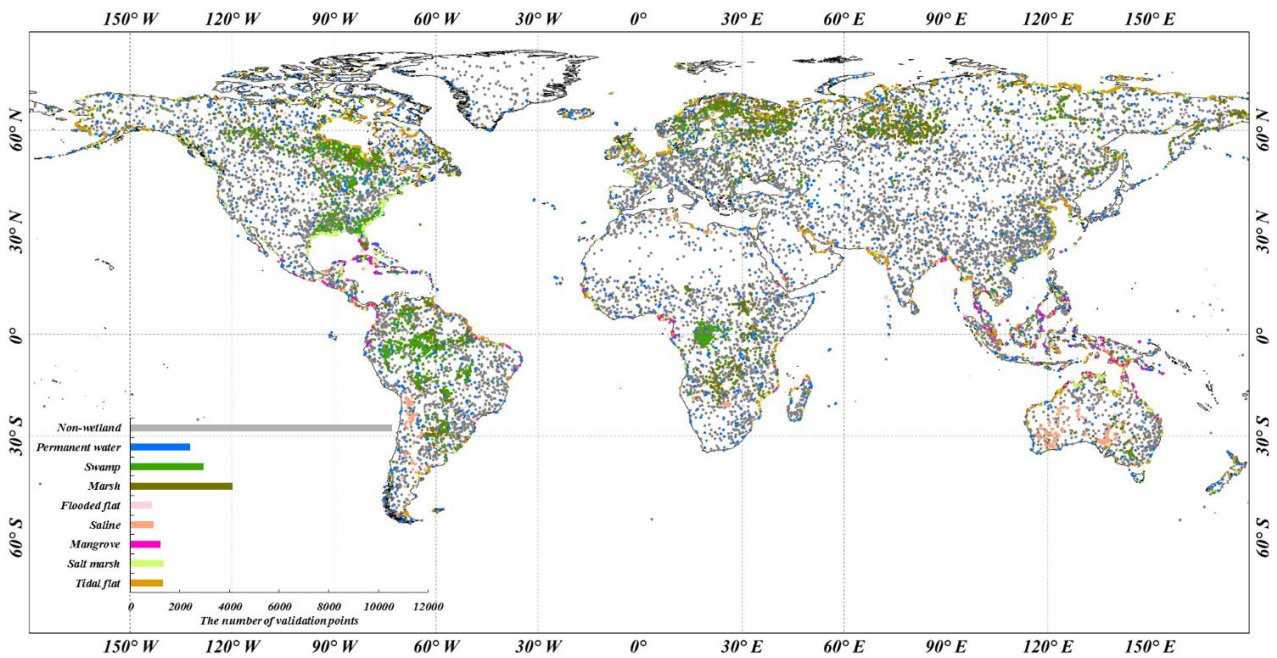 150° W 120° W 90° W 60° W 30° W 0° 30° E 60° E 90° E 120° E 150° E
60° N 60° N
30° N 30° N
0° 0°
Non-wetland
30° S 30° S
Permanent water
Swamp
Marsh
Flooded flat
Saline
60° S 60° S
Mangrove
Salt marsh
Tidal flat
0 2000 4000 6000 8000 10000 12000
The number of validation points
150° W 120° W 90° W 60° W 30° W 0° 30° E 60° E 90° E 120° E 150° E